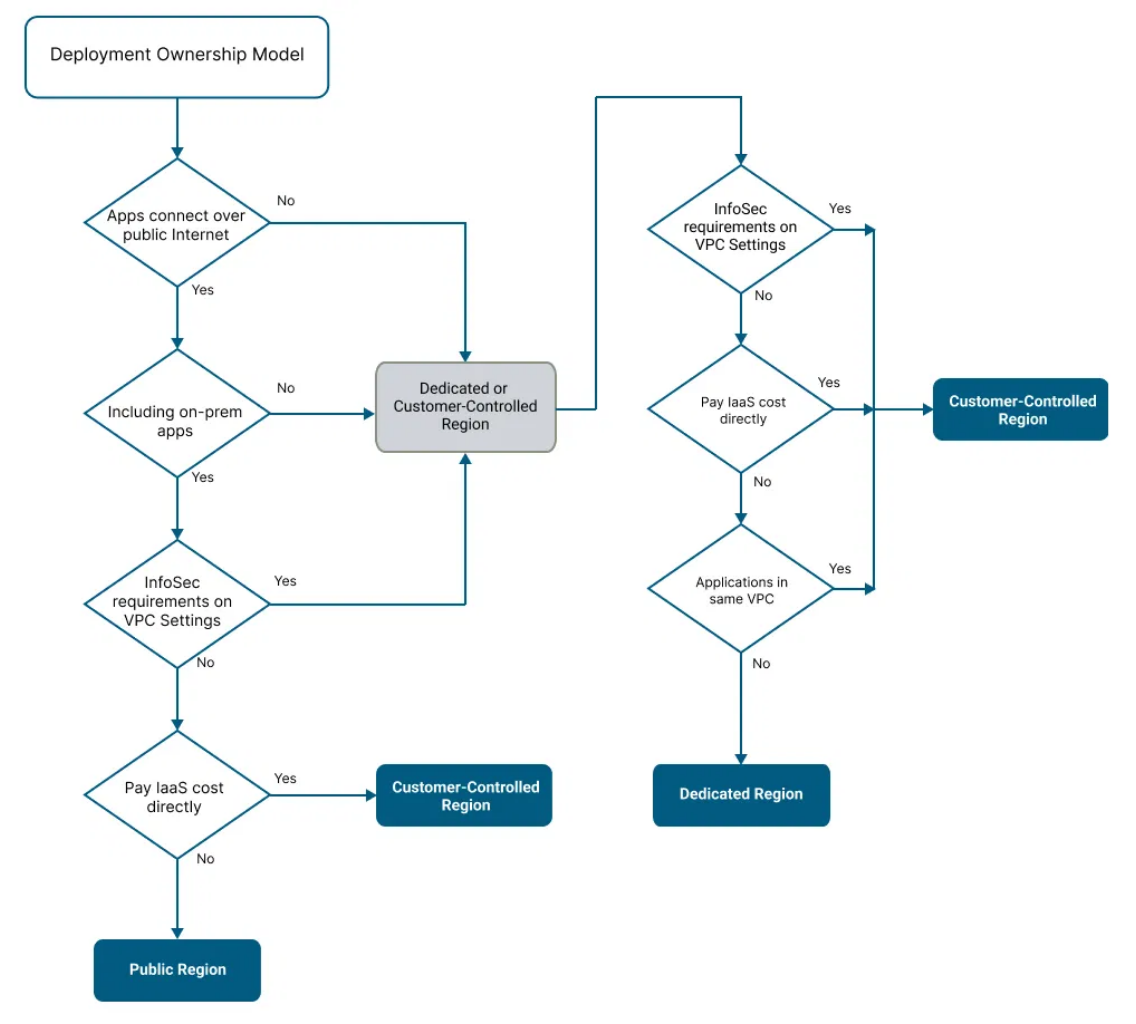 Deployment Ownership Model
Apps connect over
public Internet
No
Yes
Including on-prem
apps
No
Yes
InfoSec
requirements on
VPC Settings
Yes
No
Pay IaaS cost
directly
Yes
No
Public Region
Customer-Controlled
Region
Dedicated or
Customer-Controlled
Region
InfoSec
requirements on
VPC Settings
Yes
No
Pay IaaS cost
directly
Yes
No
Applications in
same VPC
Yes
No
Customer-Controlled
Region
Dedicated Region